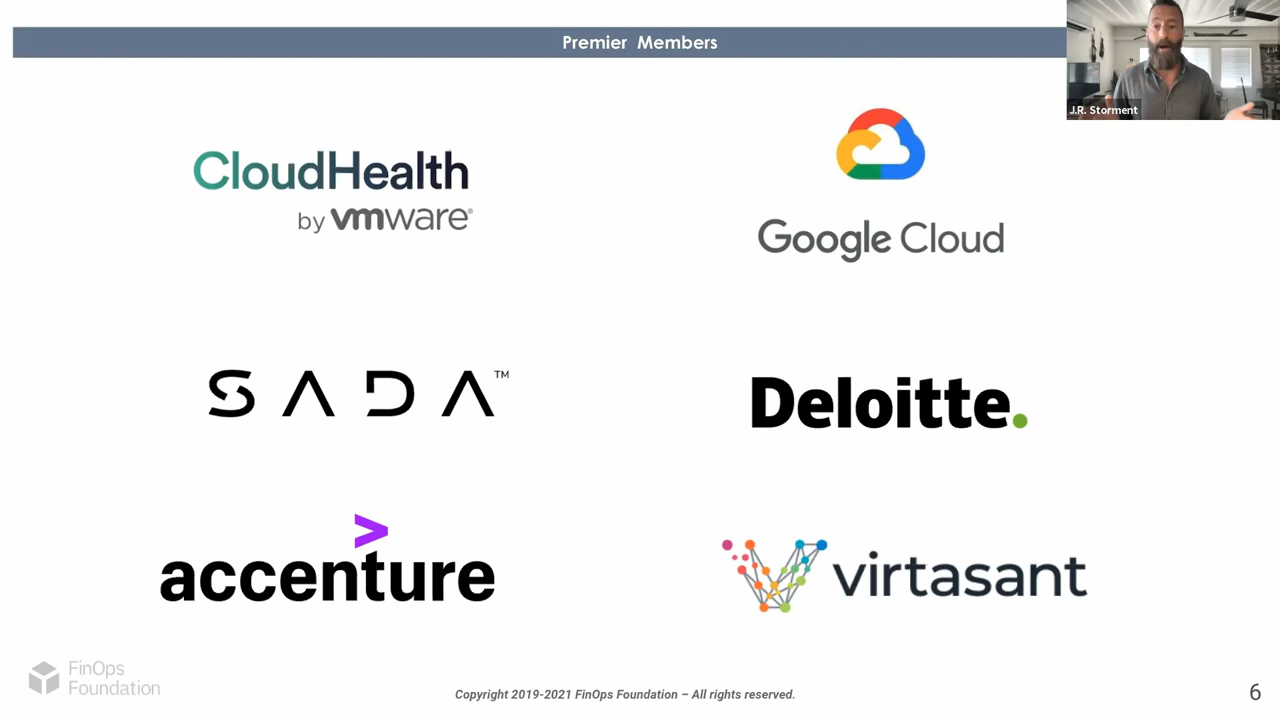 Premier Members
J.R. Storment
CloudHealth
by vmware®
Google Cloud
SADA™
Deloitte.
>
accenture
virtasant
FinOps
Foundation
Copyright 2019-2021 FinOps Foundation – All rights reserved.
6